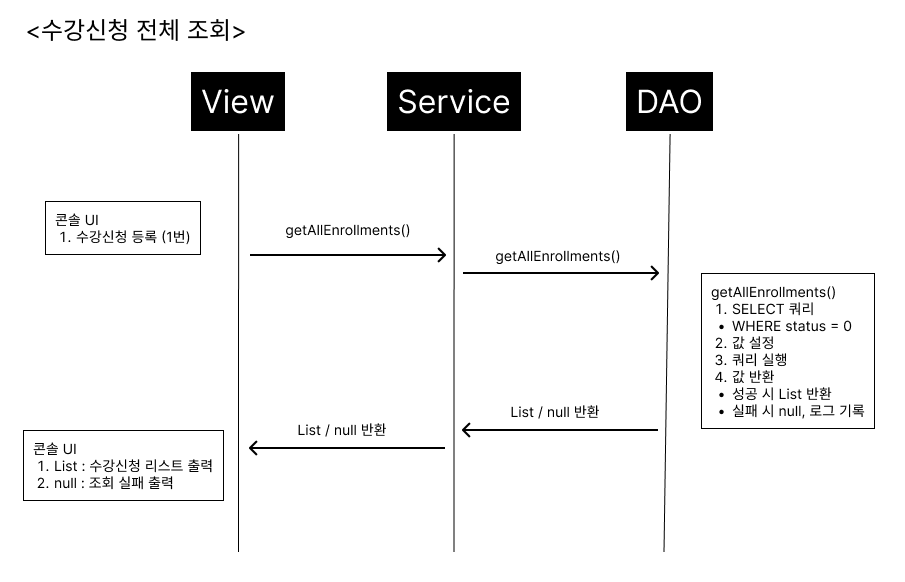 <수강신청 전체 조회>
View
Service
DAO
콘솔 UI
1. 수강신청 등록 (1번)
getAllEnrollments()
getAllEnrollments()
getAllEnrollments()
1. SELECT 쿼리
• WHERE status = 0
2. 값 설정
3. 쿼리 실행
4. 값 반환
• 성공 시 List 반환
• 실패 시 null, 로그 기록
List / null 반환
List / null 반환
콘솔 UI
1. List : 수강신청 리스트 출력
2. null : 조회 실패 출력